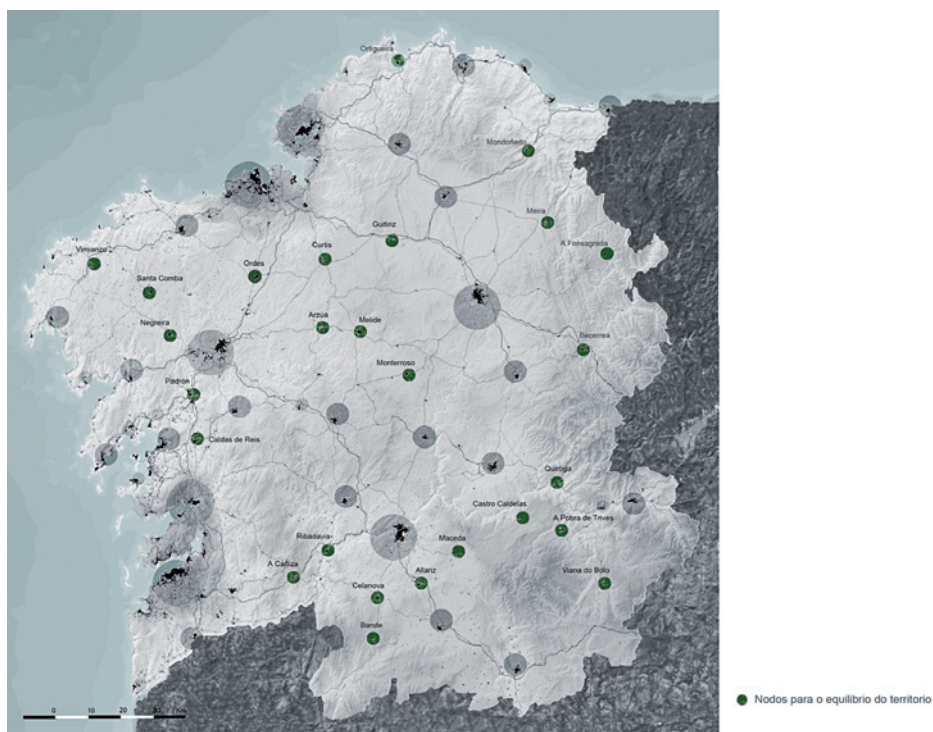 Ortigueira
Mondoñedo
Meira
Guitiriz
A Fonsagrada
Curtis
Vimianzo
Ordes
Santa Comba
Arzúa
Melide
Negreira
Becerreá
Monterroso
Padrón
Caldas de Reis
Quiroga
Castro Caldelas
A Pobra de Trives
Ribadavia
Maceda
A Cañiza
Allariz
Viana do Bolo
Celanova
Bande
Nodos para o equilibrio do territorio
0 10 20